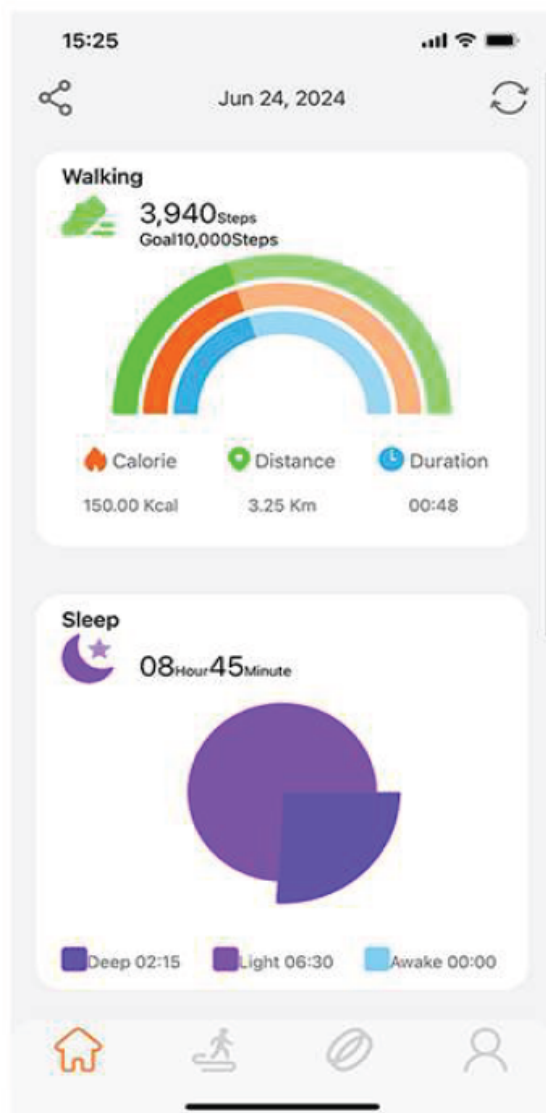 15:25
Jun 24, 2024
Walking
3,940Steps
Goal10,000Steps
Calorie Distance Duration
150.00 Kcal 3.25 Km 00:48
Sleep
08Hour45Minute
Deep 02:15 Light 06:30 Awake 00:00